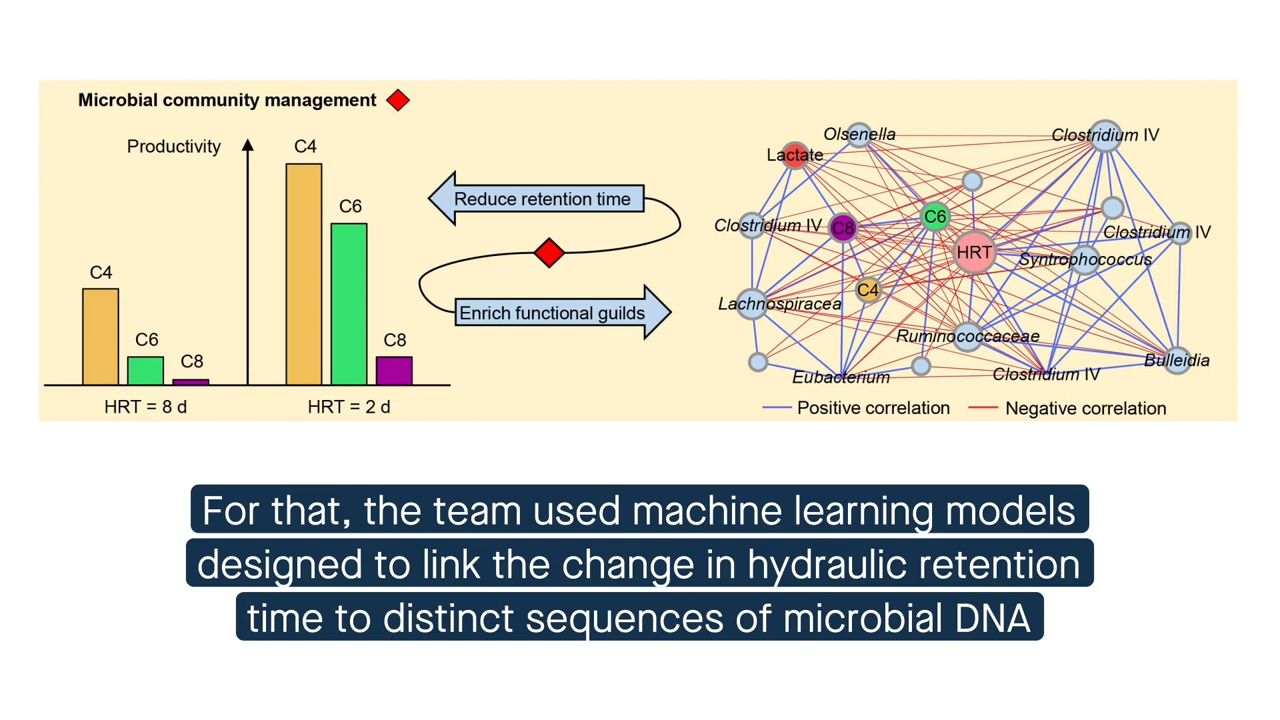 Microbial community management
Productivity
C4
C6
C8
HRT = 8 d
C4
C6
C8
HRT = 2 d
Reduce retention time
Enrich functional guilds
Olsenella
Clostridium IV
Lactate
Clostridium IV
C8
C6
Clostridium IV
HRT
Syntrophococcus
C4
Lachnospiracea
Ruminococcaceae
Eubacterium
Clostridium IV
Bulleidia
Positive correlation
Negative correlation
For that, the team used machine learning models
designed to link the change in hydraulic retention
time to distinct sequences of microbial DNA